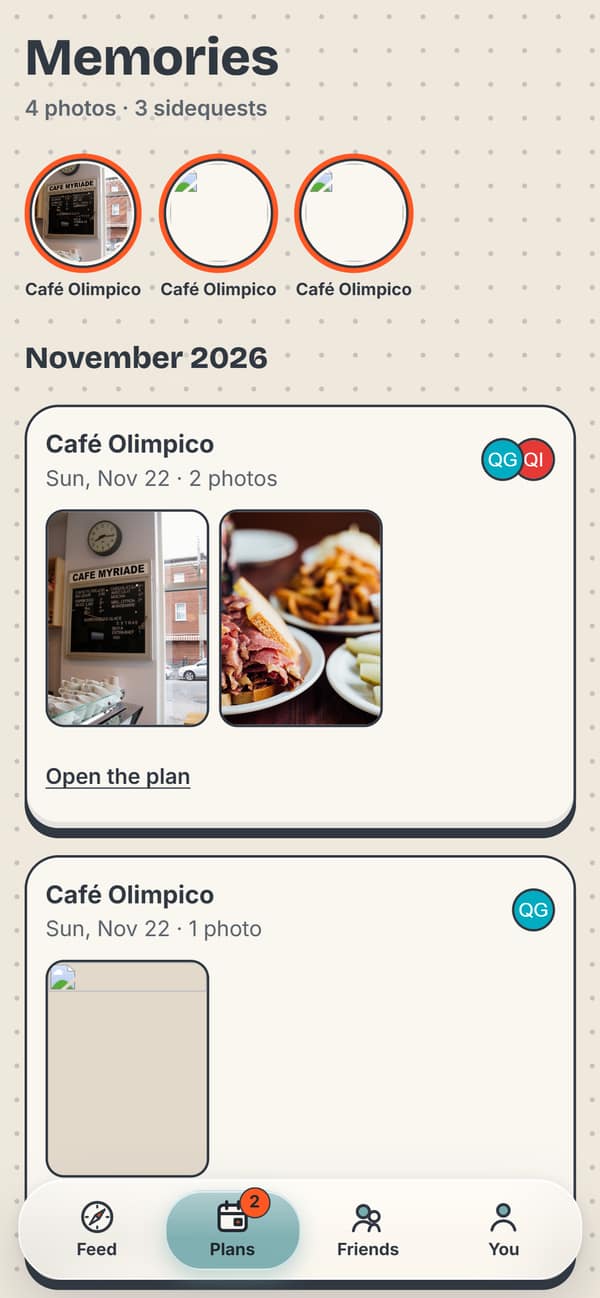 Memories
4 photos · 3 sidequests
CAFE MYRIADE
Café Olimpico
Café Olimpico
Café Olimpico
November 2026
Café Olimpico
QG
QI
Sun, Nov 22 · 2 photos
CAFE MYRIADE
Open the plan
Café Olimpico
QG
Sun, Nov 22 · 1 photo
2
Feed
Plans
Friends
You